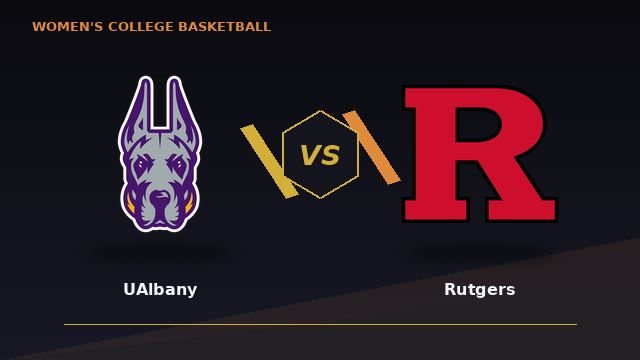 WOMEN'S COLLEGE BASKETBALL
VS
R
UAlbany
Rutgers